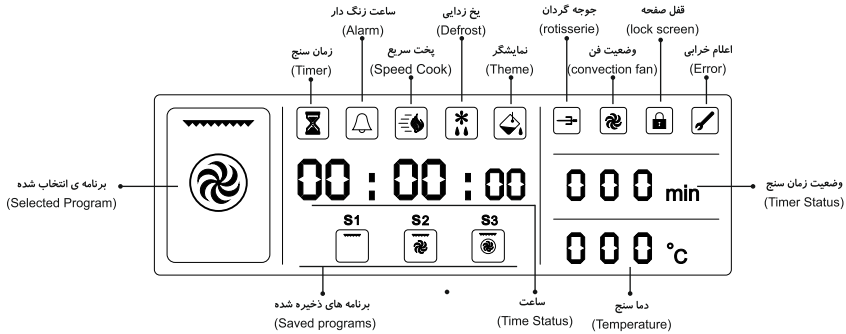 ساعت زنگ دار
(Alarm)
یخ زدایی
(Defrost)
جوجه گردان
(rotisserie)
قفل صفحه
(lock screen)
زمان سنج
(Timer)
پخت سریع
(Speed Cook)
نمایشگر
(Theme)
وضعیت فن
(convection fan)
اعلام خرابی
(Error)
برنامه ی انتخاب شده
(Selected Program)
00 : 00 : 00
000 min
وضعیت زمان سنج
(Timer Status)
S1 S2 S3
000 °C
برنامه های ذخیره شده
(Saved programs)
ساعت
(Time Status)
دما سنج
(Temperature)